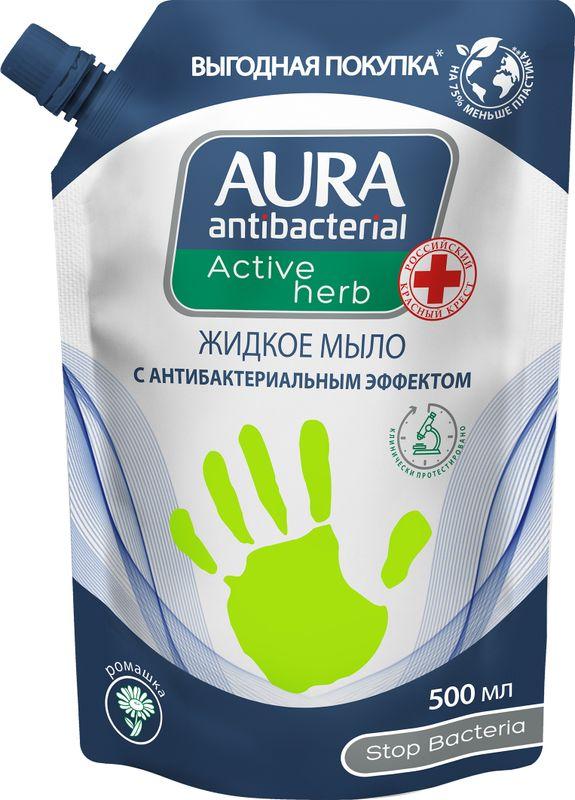 ВЫГОДНАЯ ПОКУПКА*
НА 75% МЕНЬШЕ ПЛАСТИКА**
AURA
antibacterial
Active
herb
РОССИЙСКИЙ
КРАСНЫЙ КРЕСТ
ЖИДКОЕ МЫЛО
С АНТИБАКТЕРИАЛЬНЫМ ЭФФЕКТОМ
КЛИНИЧЕСКИ ПРОТЕСТИРОВАНО
ромашка
500 мл
Stop Bacteria